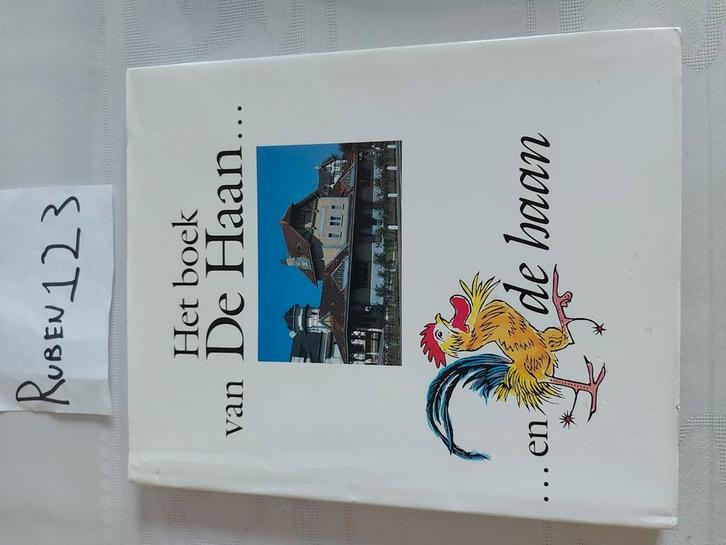 RUBEN123
Het boek
van De Haan...
...en de haan